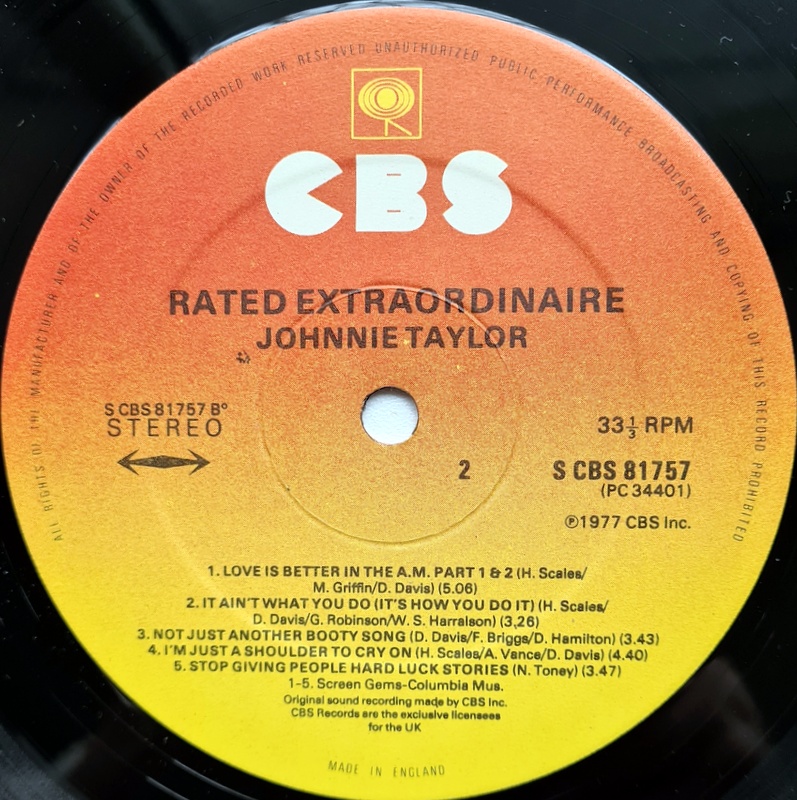 ALL RIGHTS OF THE MANUFACTURER AND OF THE OWNER OF THE RECORDED WORK RESERVED UNAUTHORIZED PUBLIC PERFORMANCE BROADCASTING AND COPYING OF THIS RECORD PROHIBITED
CBS
RATED EXTRAORDINAIRE
JOHNNIE TAYLOR
S CBS 81757 B°
STEREO
33⅓ RPM
2
S CBS 81757
(PC 34401)
℗1977 CBS Inc.
1. LOVE IS BETTER IN THE A.M. PART 1 & 2 (H. Scales/
M. Griffin/D. Davis) (5.06)
2. IT AIN'T WHAT YOU DO (IT'S HOW YOU DO IT) (H. Scales/
D. Davis/G. Robinson/W. S. Harralson) (3,26)
3. NOT JUST ANOTHER BOOTY SONG (D. Davis/F. Briggs/D. Hamilton) (3.43)
4. I'M JUST A SHOULDER TO CRY ON (H. Scales/A. Vance/D. Davis) (4.40)
5. STOP GIVING PEOPLE HARD LUCK STORIES (N. Toney) (3.47)
1-5. Screen Gems-Columbia Mus.
Original sound recording made by CBS Inc.
CBS Records are the exclusive licensees
for the UK
MADE IN ENGLAND